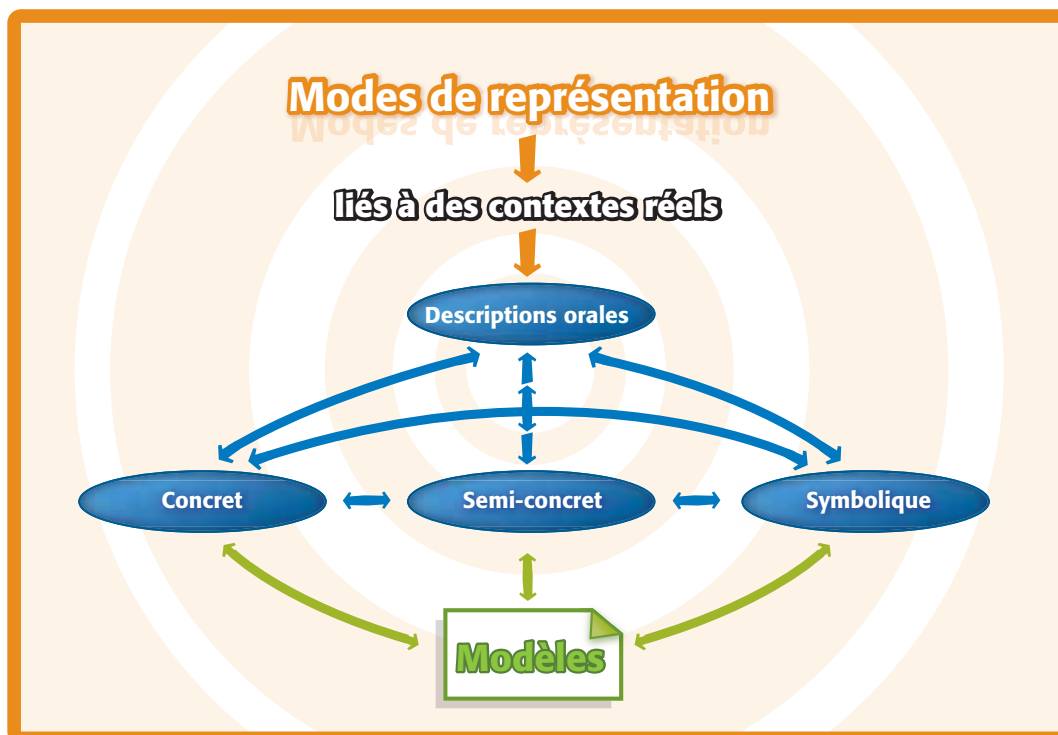 Modes de représentation
liés à des contextes réels
Descriptions orales
Concret
Semi-concret
Symbolique
Modèles